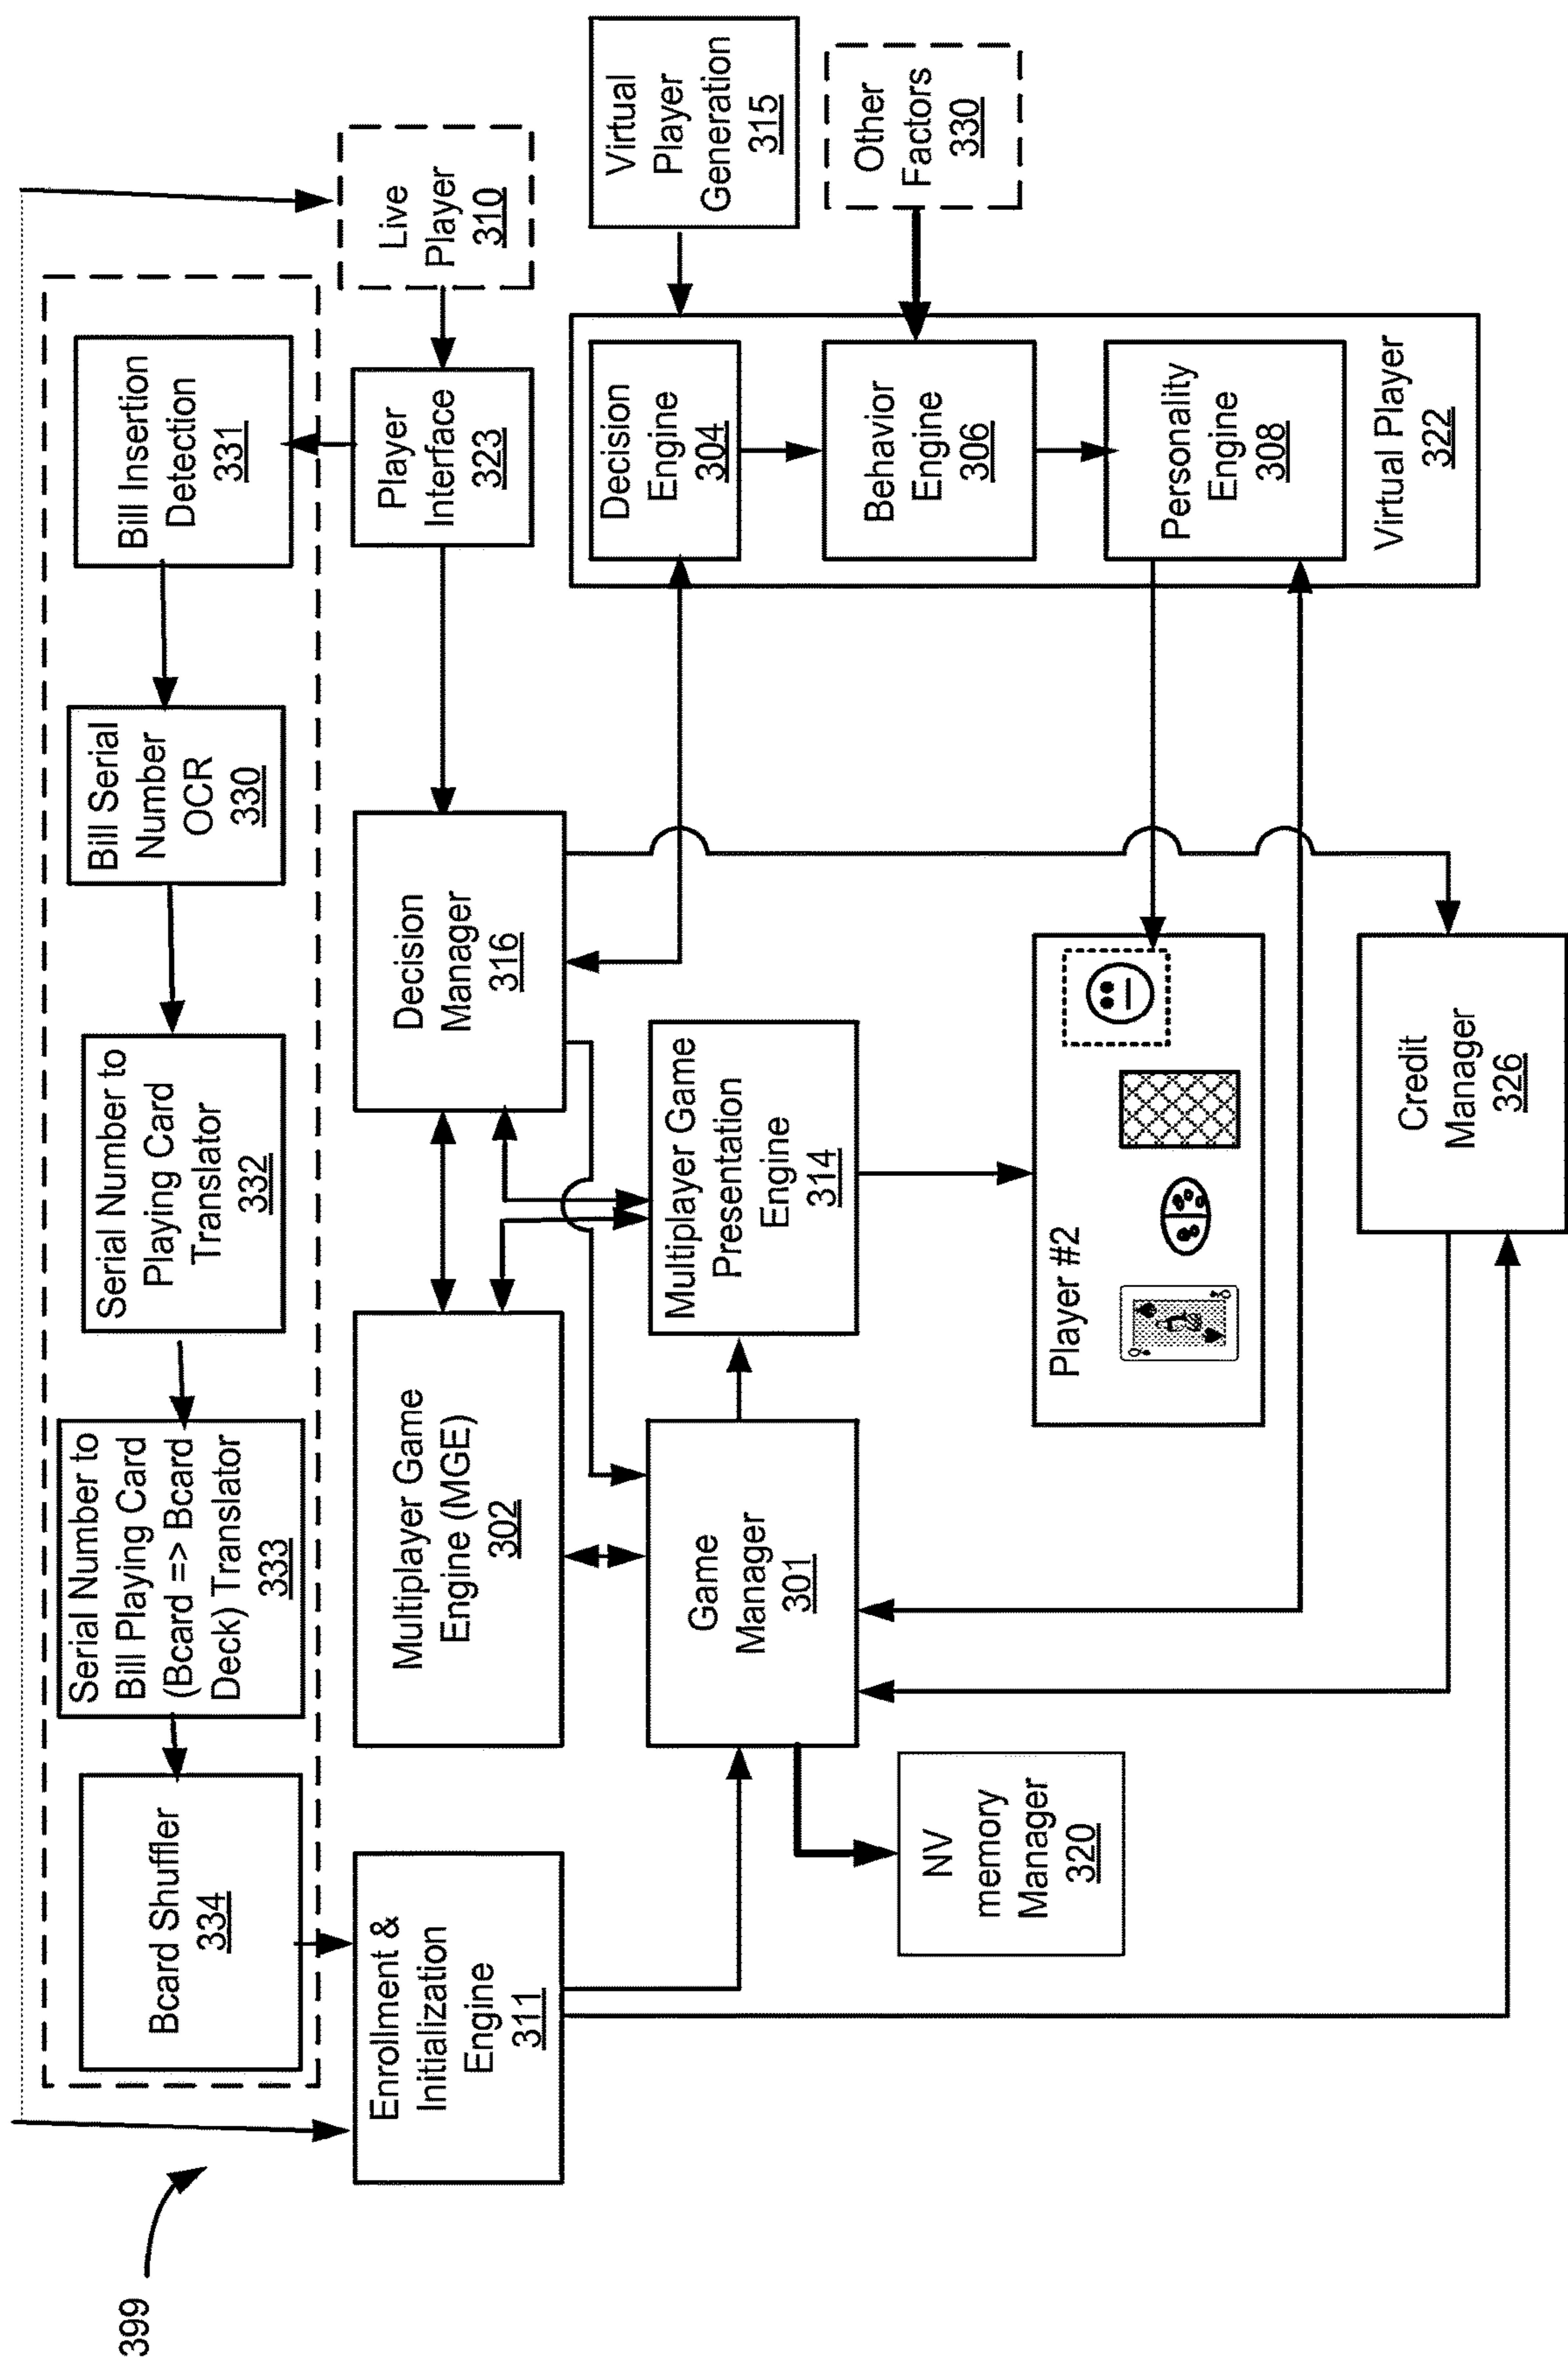 399
Bcard Shuffler
334
Serial Number to
Bill Playing Card
(Bcard => Bcard
Deck) Translator
333
Serial Number to
Playing Card
Translator
332
Bill Serial
Number
OCR
330
Bill Insertion
Detection
331
Enrollment &
Initialization
Engine
311
Multiplayer Game
Engine (MGE)
302
Decision
Manager
316
Player
Interface
323
Live
Player
310
Game
Manager
301
Multiplayer Game
Presentation
Engine
314
Decision
Engine
304
Virtual
Player
Generation
315
Behavior
Engine
306
Other
Factors
330
NV
memory
Manager
320
Player #2
Q
Q
Personality
Engine
308
Virtual Player
322
Credit
Manager
326